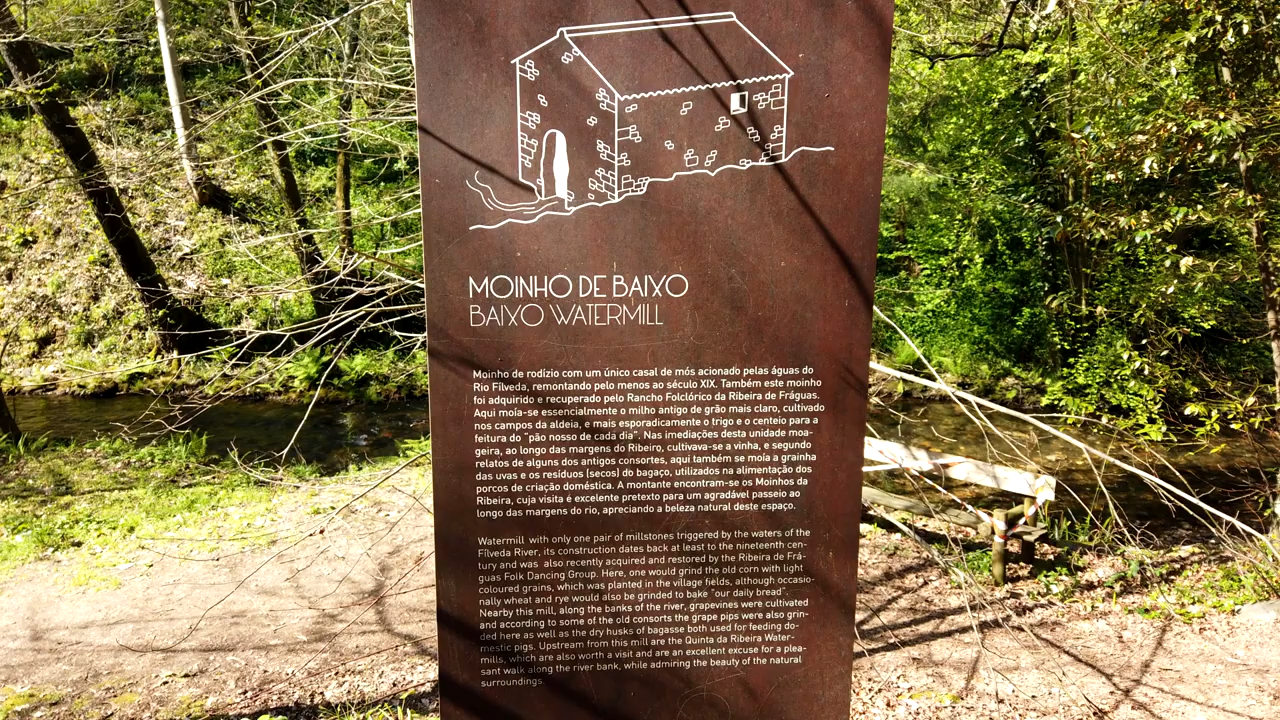 MOINHO DE BAIXO
BAIXO WATERMILL
Moinho de rodízio com um único casal de mós acionado pelas águas do
Rio Fílveda, remontando pelo menos ao século XIX. Também este moinho
foi adquirido e recuperado pelo Rancho Folclórico da Ribeira de Fráguas.
Aqui moía-se essencialmente o milho antigo de grão mais claro, cultivado
nos campos da aldeia, e mais esporadicamente o trigo e o centeio para a
feitura do "pão nosso de cada dia". Nas imediações desta unidade moa-
geira, ao longo das margens do Ribeiro, cultivava-se a vinha, e segundo
relatos de alguns dos antigos consortes, aqui também se moía a grainha
das uvas e os resíduos (secos) do bagaço, utilizados na alimentação dos
porcos de criação doméstica. A montante encontram-se os Moinhos da
Ribeira, cuja visita é excelente pretexto para um agradável passeio ao
longo das margens do rio, apreciando a beleza natural deste espaço.
Watermill with only one pair of millstones triggered by the waters of the
Fílveda River, its construction dates back at least to the nineteenth cen-
tury and was also recently acquired and restored by the Ribeira de Frá-
guas Folk Dancing Group. Here, one would grind the old corn with light
coloured grains, which was planted in the village fields, although occasio-
nally wheat and rye would also be grinded to bake "our daily bread".
Nearby this mill, along the banks of the river, grapevines were cultivated
and according to some of the old consorts the grape pips were also grin-
ded here as well as the dry husks of bagasse both used for feeding do-
mestic pigs. Upstream from this mill are the Quinta da Ribeira Water-
mills, which are also worth a visit and are an excellent excuse for a plea-
sant walk along the river bank, while admiring the beauty of the natural
surroundings.